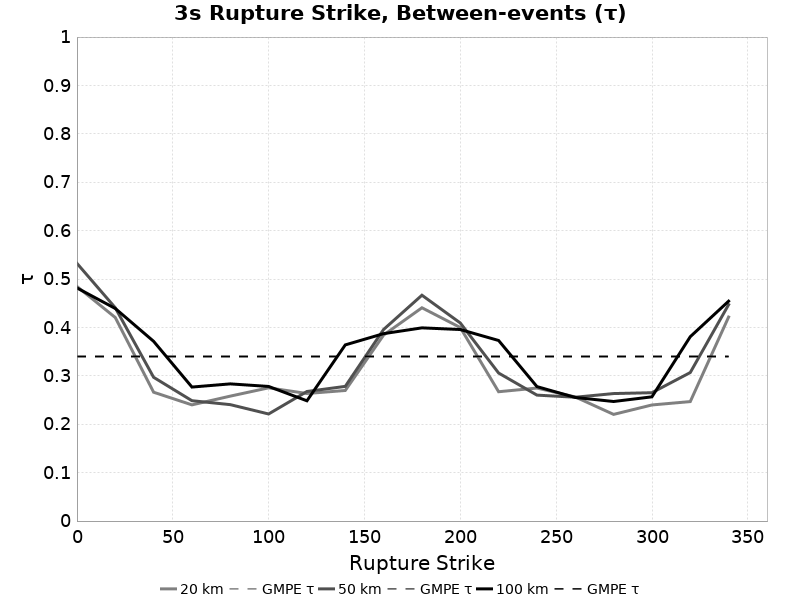 3s Rupture Strike, Between-events (τ)
1
0.9
0.8
0.7
0.6
0.5
0.4
0.3
0.2
0.1
0
τ
0 50 100 150 200 250 300 350
Rupture Strike
20 km GMPE τ 50 km GMPE τ 100 km GMPE τ